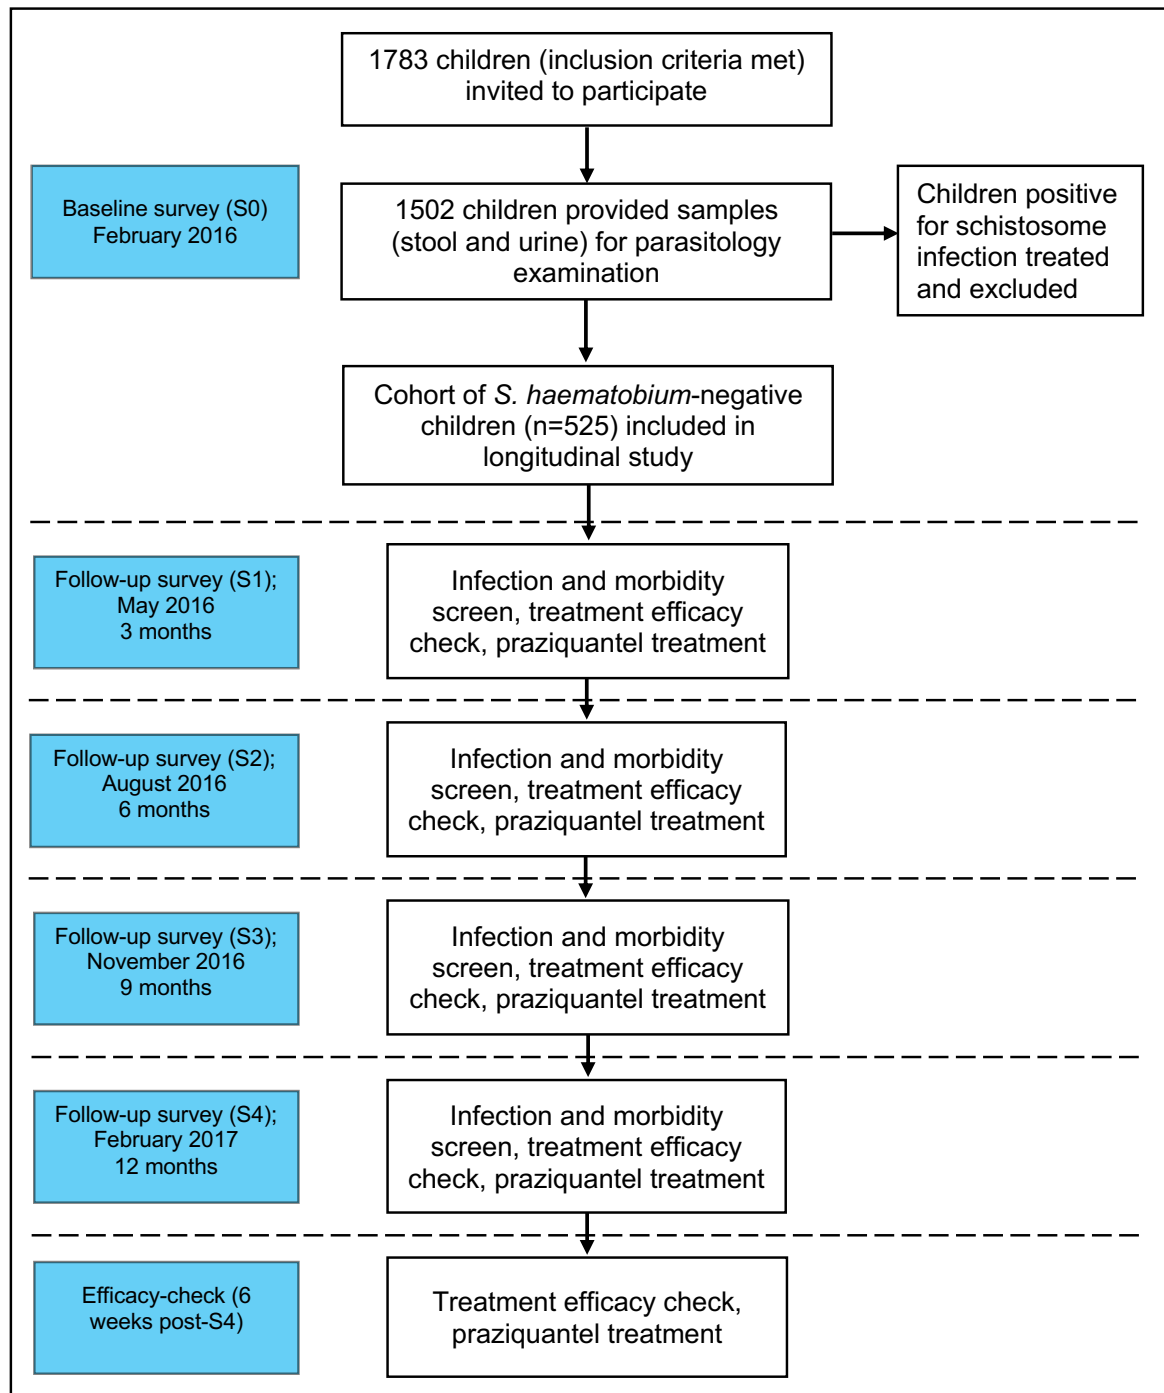 1783 children (inclusion criteria met)
invited to participate
Baseline survey (S0)
February 2016
1502 children provided samples
(stool and urine) for parasitology
examination
Children positive
for schistosome
infection treated
and excluded
Cohort of S. haematobium-negative
children (n=525) included in
longitudinal study
Follow-up survey (S1);
May 2016
3 months
Infection and morbidity
screen, treatment efficacy
check, praziquantel treatment
Follow-up survey (S2);
August 2016
6 months
Infection and morbidity
screen, treatment efficacy
check, praziquantel treatment
Follow-up survey (S3);
November 2016
9 months
Infection and morbidity
screen, treatment efficacy
check, praziquantel treatment
Follow-up survey (S4);
February 2017
12 months
Infection and morbidity
screen, treatment efficacy
check, praziquantel treatment
Efficacy-check (6
weeks post-S4)
Treatment efficacy check,
praziquantel treatment